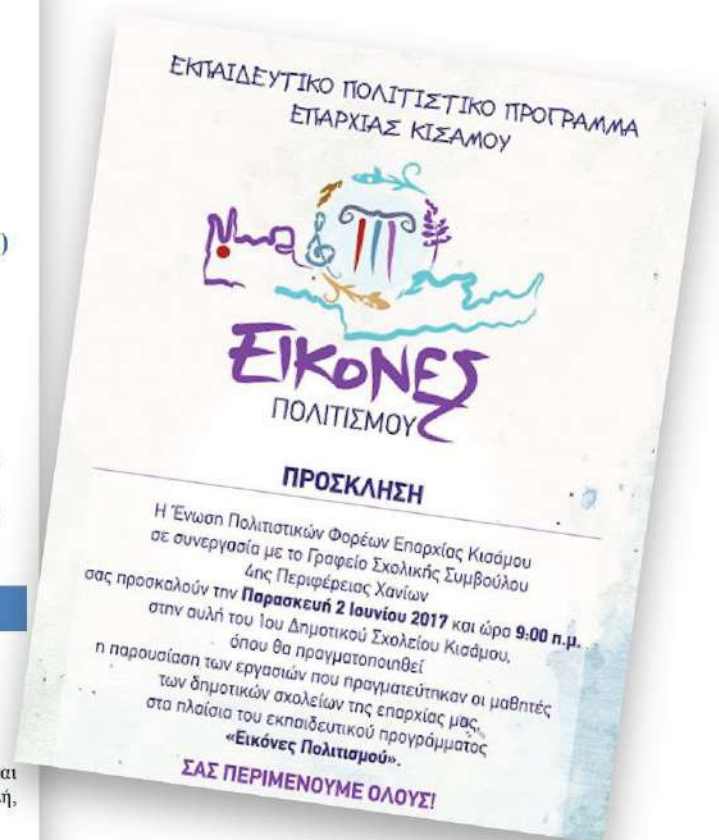 ΕΚΠΑΙΔΕΥΤΙΚΟ ΠΟΛΙΤΙΣΤΙΚΟ ΠΡΟΓΡΑΜΜΑ
ΕΠΑΡΧΙΑΣ ΚΙΣΑΜΟΥ
ΕΙΚΟΝΕΣ
ΠΟΛΙΤΙΣΜΟΥ
ΠΡΟΣΚΛΗΣΗ
Η Ένωση Πολιτιστικών Φορέων Επαρχίας Κισάμου
σε συνεργασία με το Γραφείο Σχολικής Συμβούλου
4ης Περιφέρειας Χανίων
σας προσκαλούν την Παρασκευή 2 Ιουνίου 2017 και ώρα 9:00 π.μ.
στην αυλή του 1ου Δημοτικού Σχολείου Κισάμου,
όπου θα πραγματοποιηθεί
η παρουσίαση των εργασιών που πραγματεύτηκαν οι μαθητές
των δημοτικών σχολείων της επαρχίας μας,
στα πλαίσια του εκπαιδευτικού προγράμματος
«Εικόνες Πολιτισμού».
ΣΑΣ ΠΕΡΙΜΕΝΟΥΜΕ ΟΛΟΥΣ!